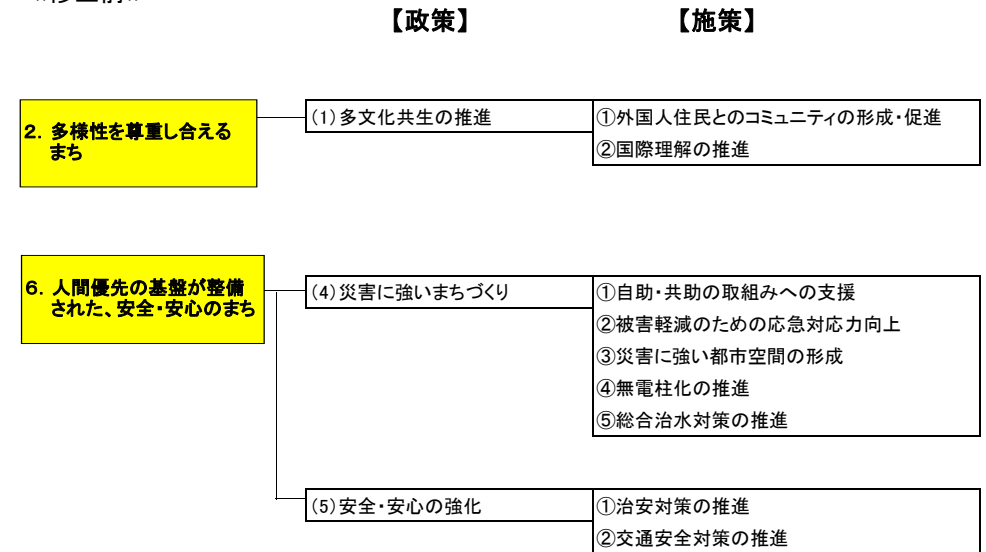 【政策】 【施策】
2．多様性を尊重し合える
まち
(1)多文化共生の推進
①外国人住民とのコミュニティの形成・促進
②国際理解の推進
6．人間優先の基盤が整備
された、安全・安心のまち
(4)災害に強いまちづくり
①自助・共助の取組みへの支援
②被害軽減のための応急対応力向上
③災害に強い都市空間の形成
④無電柱化の推進
⑤総合治水対策の推進
(5)安全・安心の強化
①治安対策の推進
②交通安全対策の推進